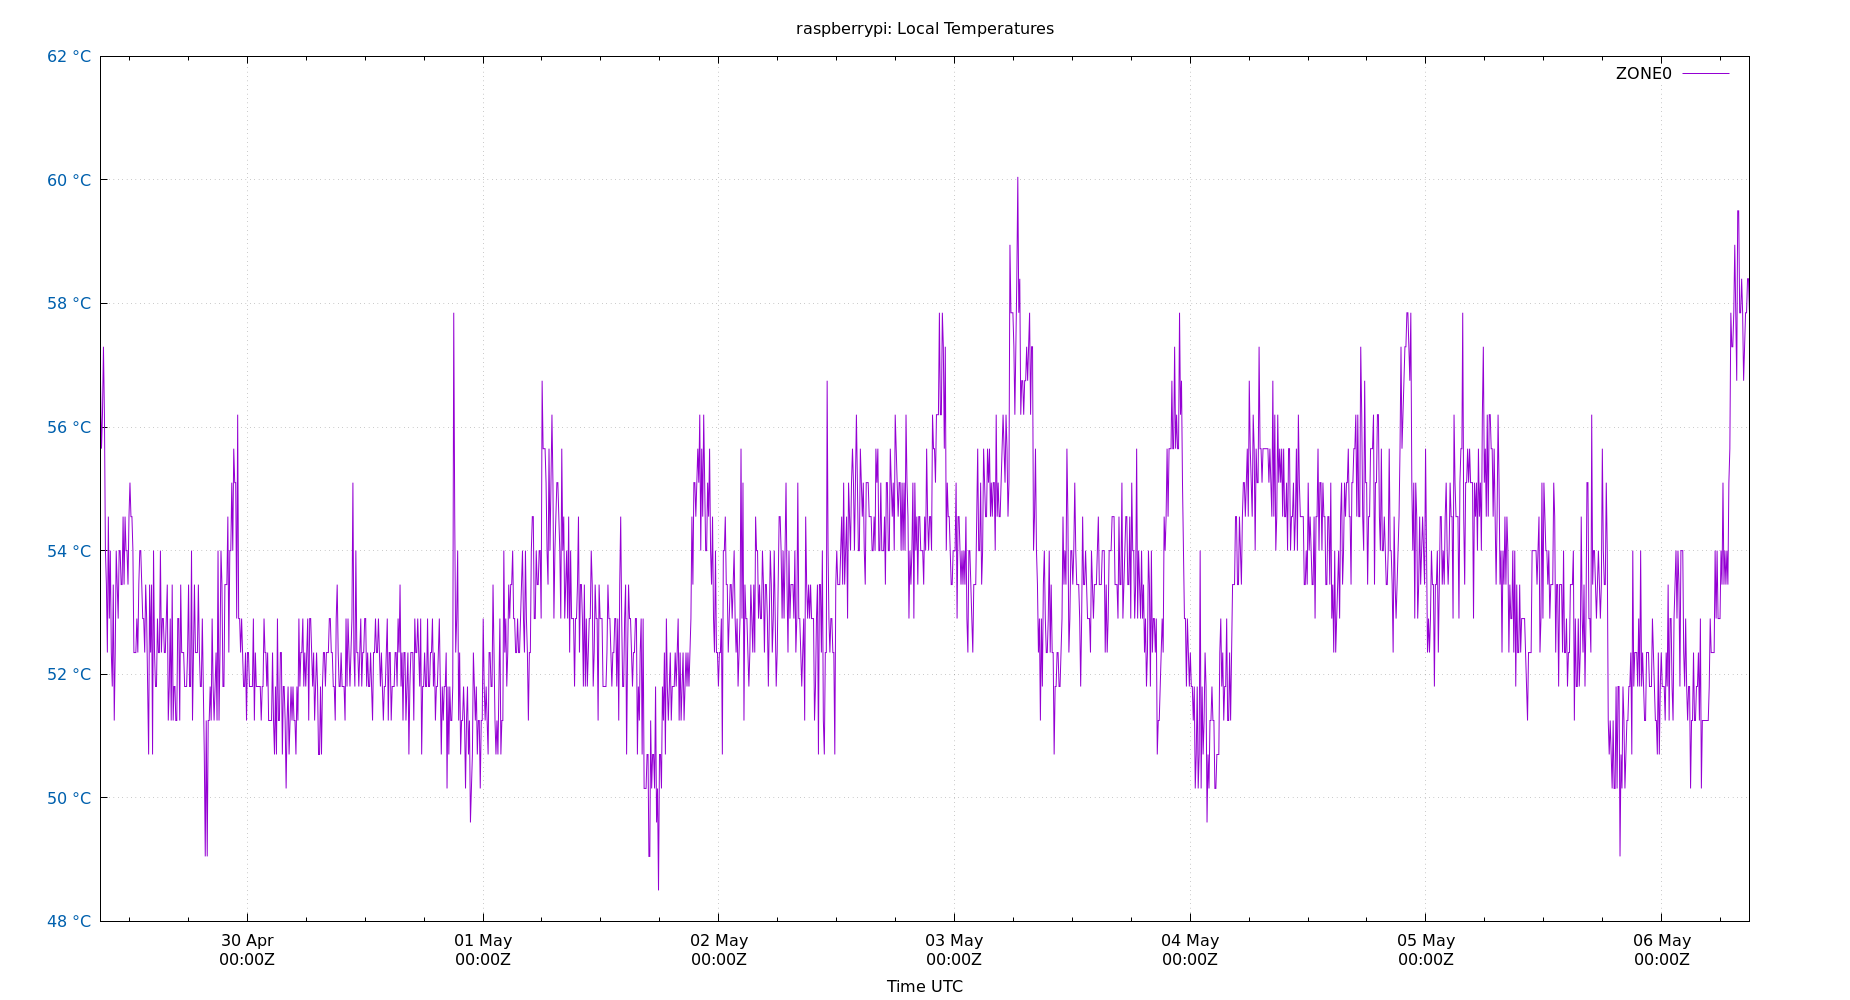 raspberrypi: Local Temperatures
62 °C
ZONE0
60 °C
58 °C
56 °C
54 °C
52 °C
50 °C
48 °C
30 Apr 01 May 02 May 03 May 04 May 05 May 06 May
00:00Z 00:00Z 00:00Z 00:00Z 00:00Z 00:00Z 00:00Z
Time UTC